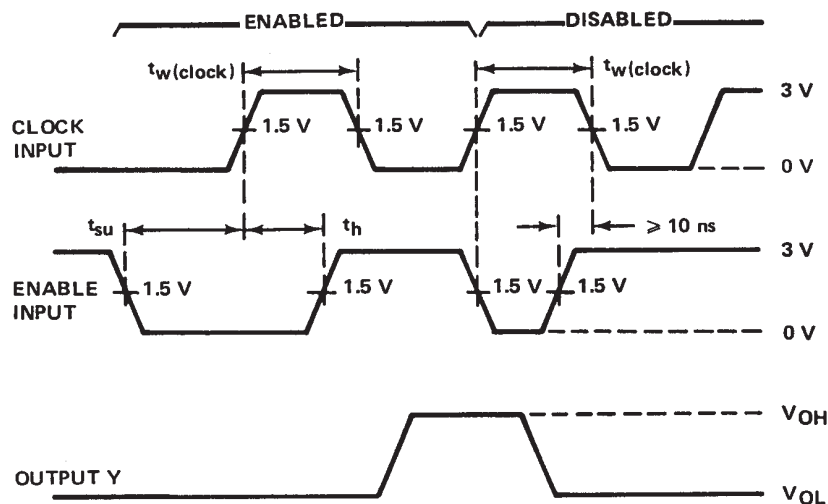 ENABLED
DISABLED
tw(clock)
tw(clock)
3 V
CLOCK
INPUT
1.5 V
1.5 V
1.5 V
1.5 V
0 V
tsu
th
≥ 10 ns
3 V
ENABLE
INPUT
1.5 V
1.5 V
1.5 V
1.5 V
0 V
VOH
OUTPUT Y
VOL